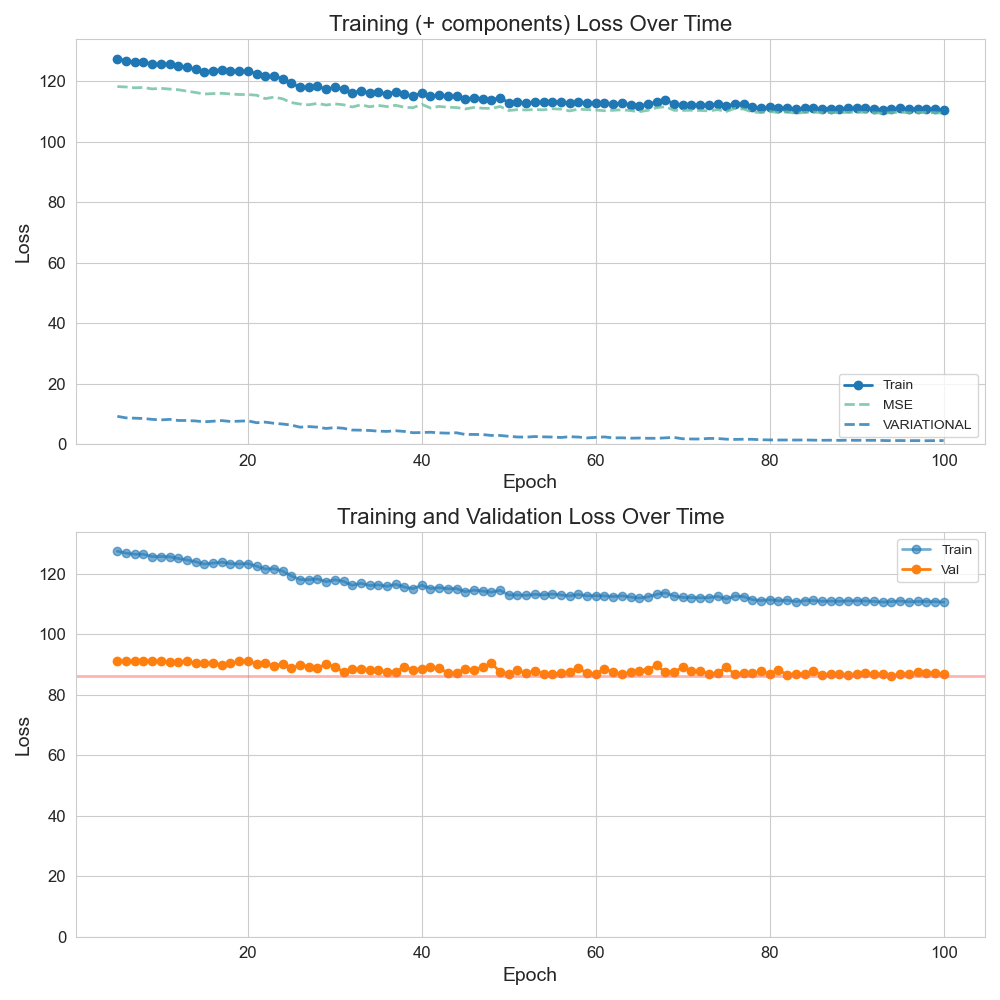 Training (+ components) Loss Over Time
Loss
120
100
80
60
40
20
0
Train
MSE
VARIATIONAL
20 40 60 80 100
Epoch
Training and Validation Loss Over Time
Loss
120
100
80
60
40
20
0
Train
Val
20 40 60 80 100
Epoch